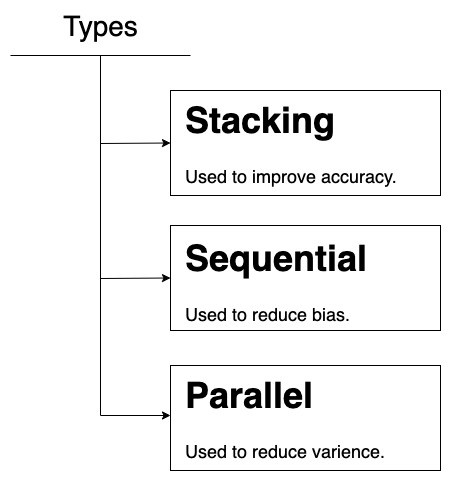 Types
Stacking
Used to improve accuracy.
Sequential
Used to reduce bias.
Parallel
Used to reduce varience.